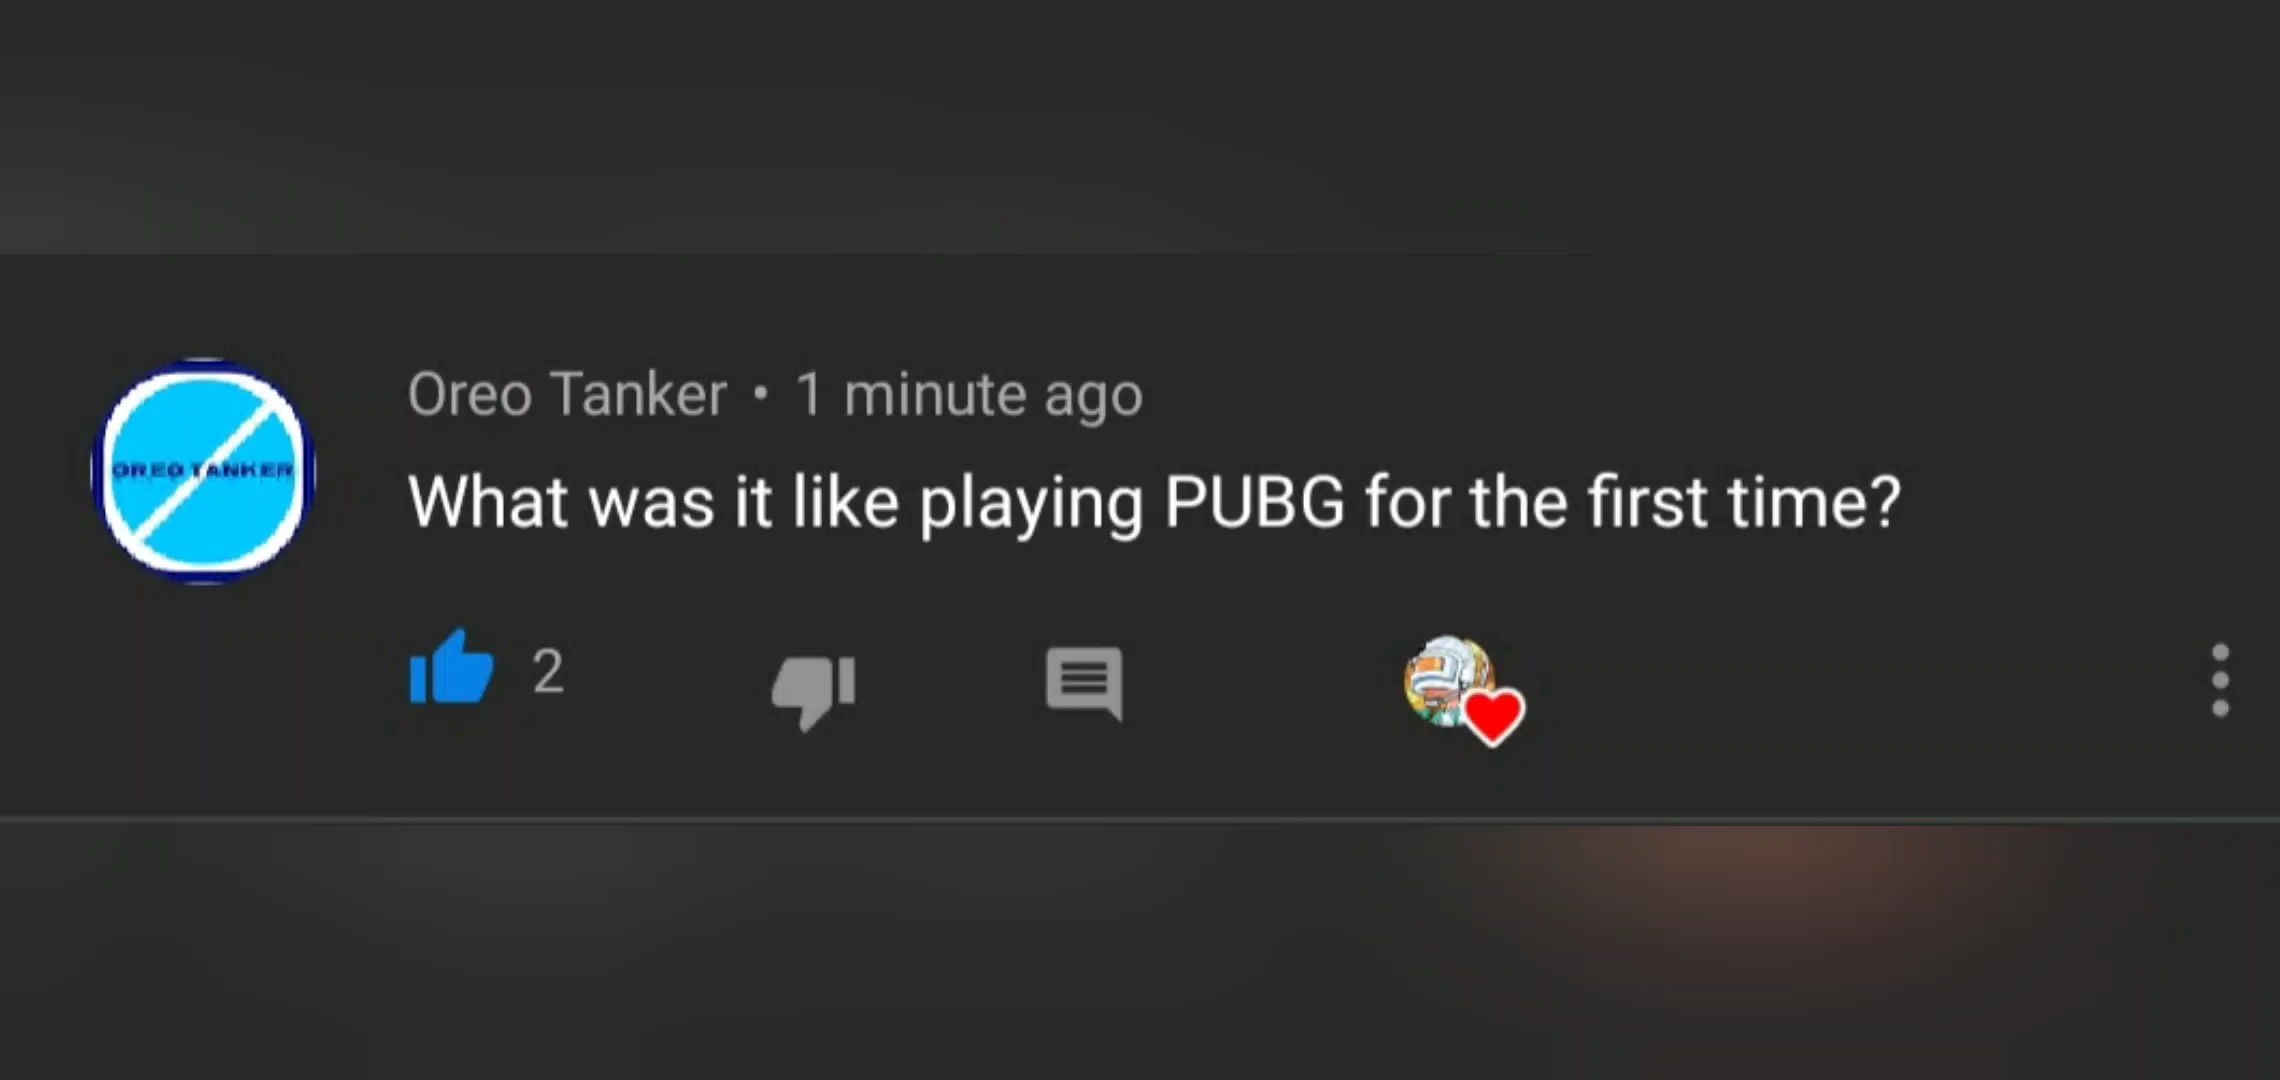 Oreo Tanker • 1 minute ago
OREO TANKER
What was it like playing PUBG for the first time?
2